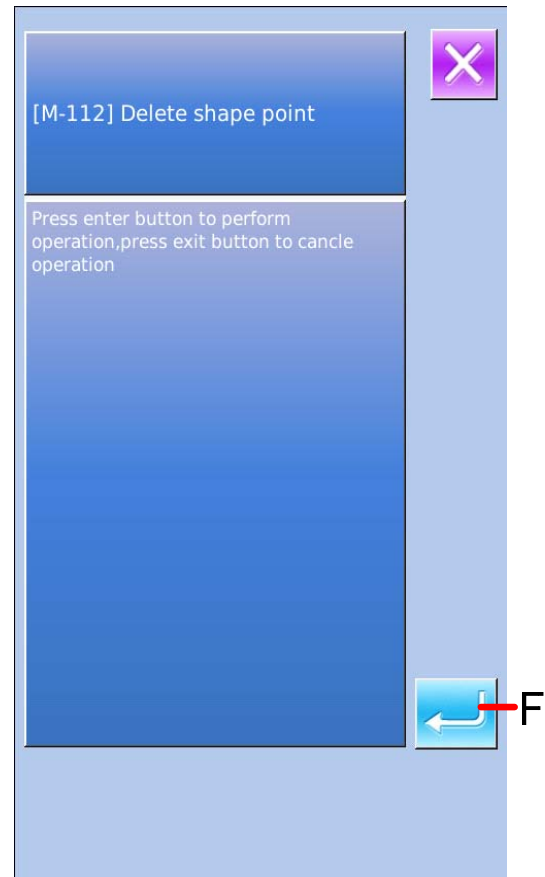 [M-112] Delete shape point
Press enter button to perform
operation,press exit button to cancle
operation
F